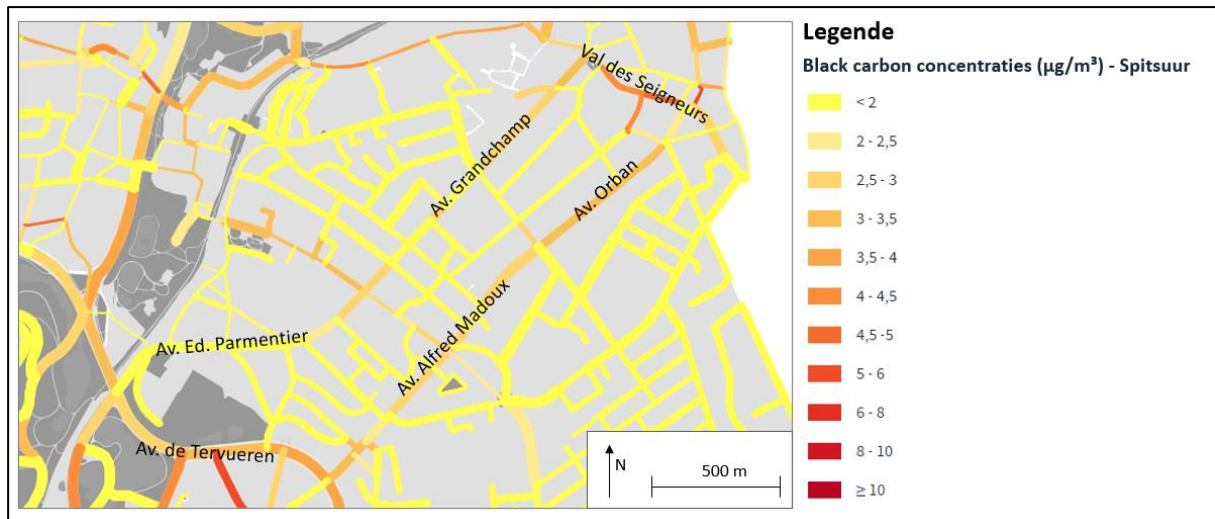 Val des Seigneurs
Av. Grandchamp
Av. Orban
Av. Alfred Madoux
Av. Ed. Parmentier
Av. de Tervueren
N
500 m
Legende
Black carbon concentraties (µg/m³) - Spitsuur
< 2
2 - 2,5
2,5 - 3
3 - 3,5
3,5 - 4
4 - 4,5
4,5 -5
5 - 6
6 - 8
8 - 10
≥ 10